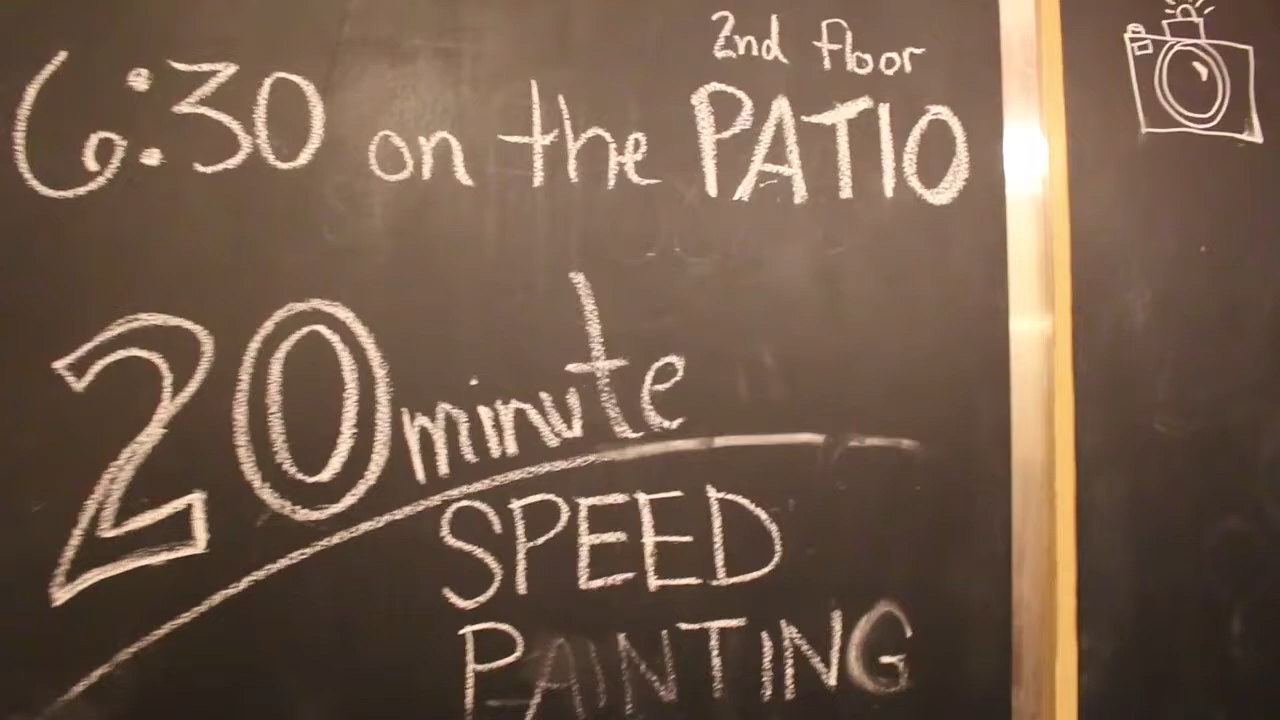 2nd floor
6:30 on the PATIO
20 minute
SPEED
PAINTING